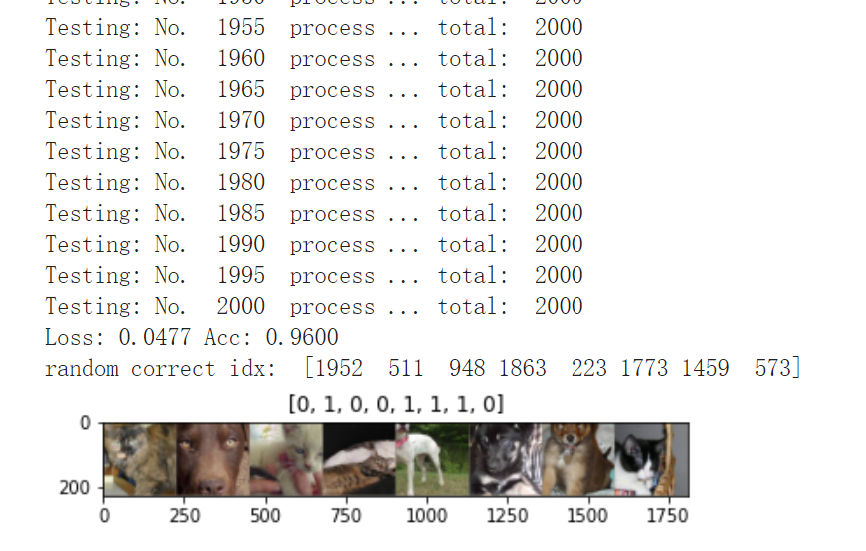 Testing: No. 1950 process ... total: 2000
Testing: No. 1955 process ... total: 2000
Testing: No. 1960 process ... total: 2000
Testing: No. 1965 process ... total: 2000
Testing: No. 1970 process ... total: 2000
Testing: No. 1975 process ... total: 2000
Testing: No. 1980 process ... total: 2000
Testing: No. 1985 process ... total: 2000
Testing: No. 1990 process ... total: 2000
Testing: No. 1995 process ... total: 2000
Testing: No. 2000 process ... total: 2000
Loss: 0.0477 Acc: 0.9600
random correct idx: [1952 511 948 1863 223 1773 1459 573]
[0, 1, 0, 0, 1, 1, 1, 0]
0
200
0 250 500 750 1000 1250 1500 1750